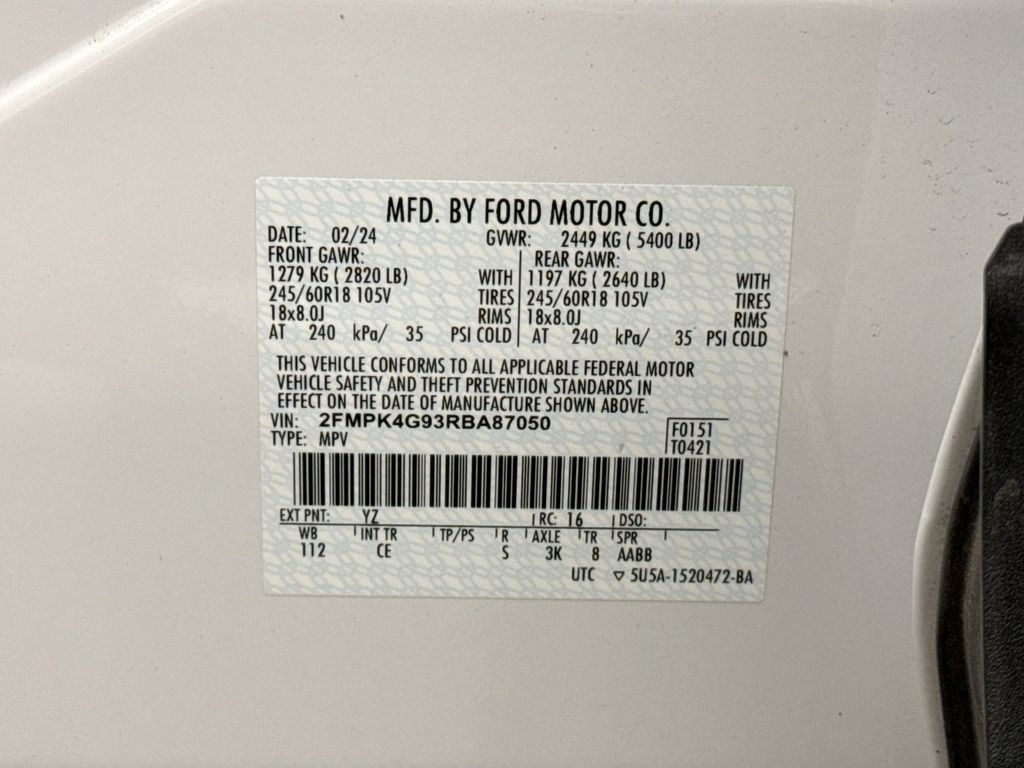 MFD. BY FORD MOTOR CO.
DATE: 02/24 GVWR: 2449 KG ( 5400 LB)
FRONT GAWR: REAR GAWR:
1279 KG ( 2820 LB) WITH 1197 KG ( 2640 LB) WITH
245/60R18 105V TIRES 245/60R18 105V TIRES
18x8.0J RIMS 18x8.0J RIMS
AT 240 kPa/ 35 PSI COLD AT 240 kPa/ 35 PSI COLD
THIS VEHICLE CONFORMS TO ALL APPLICABLE FEDERAL MOTOR
VEHICLE SAFETY AND THEFT PREVENTION STANDARDS IN
EFFECT ON THE DATE OF MANUFACTURE SHOWN ABOVE.
VIN: 2FMPK4G93RBA87050 F0151
TYPE: MPV T0421
EXT PNT: YZ RC: 16 DSO:
WB INT TR TP/PS R AXLE TR SPR
112 CE S 3K 8 AABB
UTC ▽ 5U5A-1520472-BA